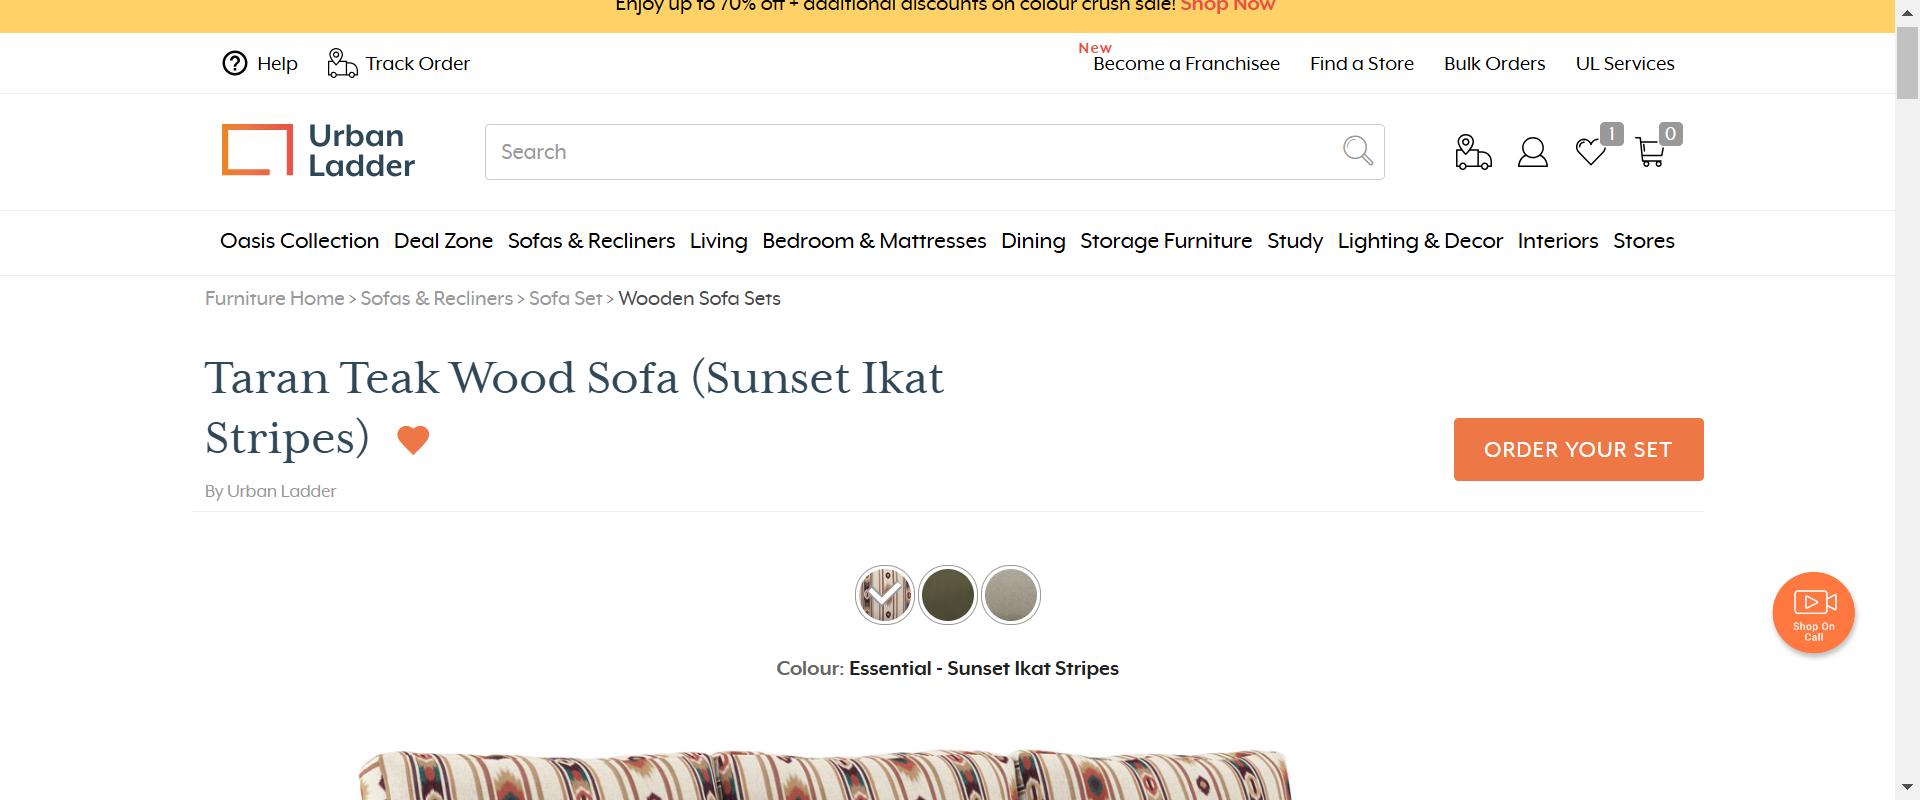 Enjoy up to 70% off + additional discounts on colour crush sale! Shop Now
Help Track Order
New
Become a Franchisee Find a Store Bulk Orders UL Services
Urban
Ladder
Search
1
0
Oasis Collection Deal Zone Sofas & Recliners Living Bedroom & Mattresses Dining Storage Furniture Study Lighting & Decor Interiors Stores
Furniture Home > Sofas & Recliners > Sofa Set > Wooden Sofa Sets
Taran Teak Wood Sofa (Sunset Ikat
Stripes)
ORDER YOUR SET
By Urban Ladder
Shop On
Call
Colour: Essential - Sunset Ikat Stripes